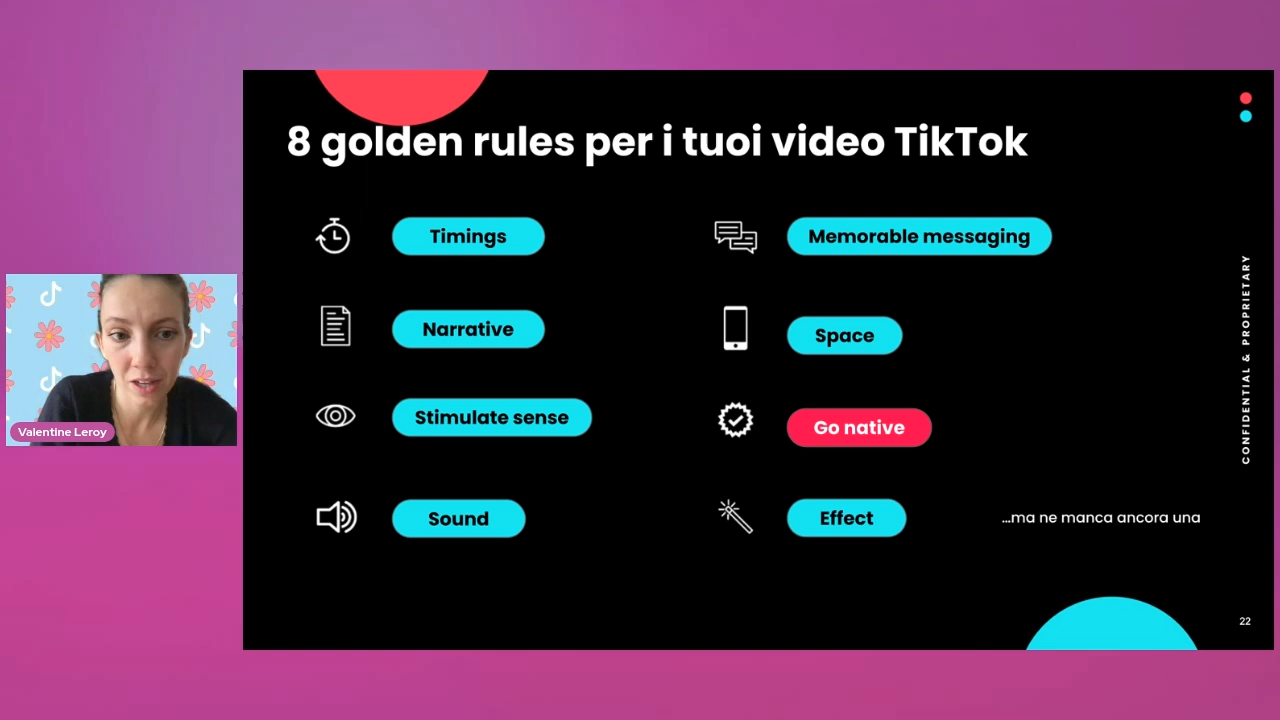 8 golden rules per i tuoi video TikTok
Timings
Narrative
Stimulate sense
Sound
Memorable messaging
Space
Go native
Effect
...ma ne manca ancora una
CONFIDENTIAL & PROPRIETARY
22
Valentine Leroy